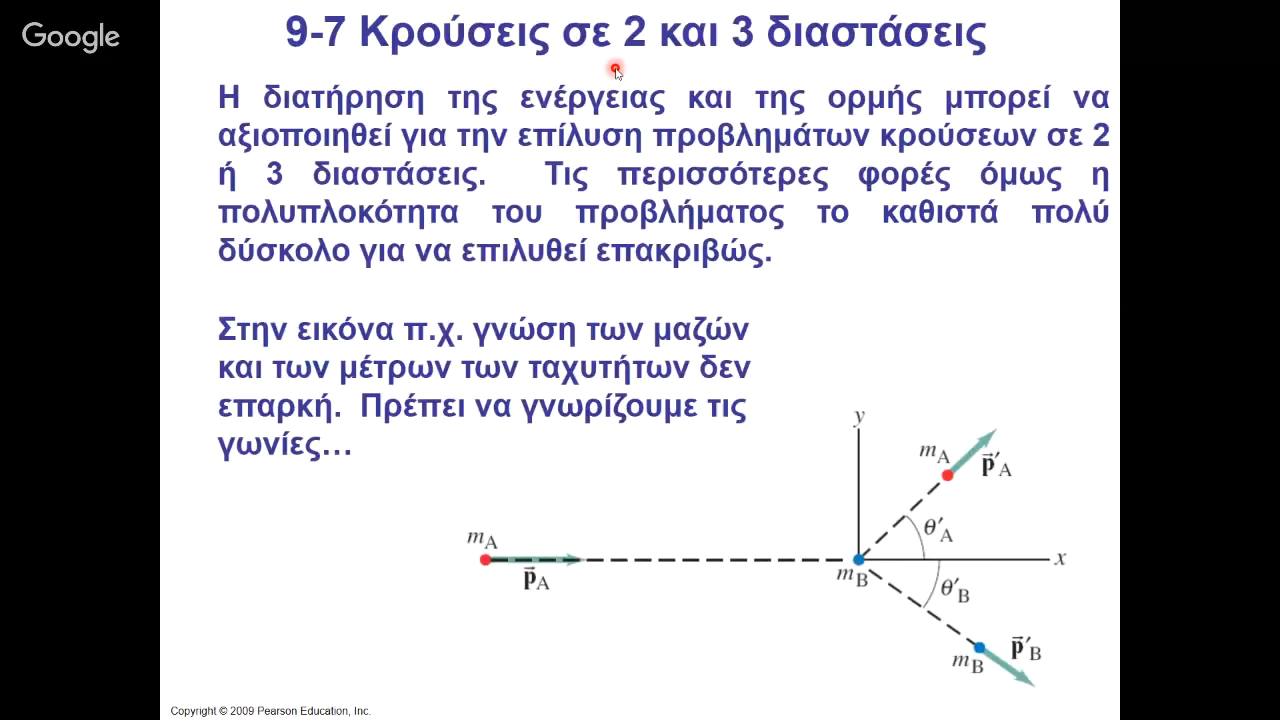 Google
9-7 Κρούσεις σε 2 και 3 διαστάσεις
Η διατήρηση της ενέργειας και της ορμής μπορεί να
αξιοποιηθεί για την επίλυση προβλημάτων κρούσεων σε 2
ή 3 διαστάσεις. Τις περισσότερες φορές όμως η
πολυπλοκότητα του προβλήματος το καθιστά πολύ
δύσκολο για να επιλυθεί επακριβώς.
Στην εικόνα π.χ. γνώση των μαζών
και των μέτρων των ταχυτήτων δεν
επαρκή. Πρέπει να γνωρίζουμε τις
γωνίες…
y
m_A
p⃗′_A
θ′_A
m_A
x
p⃗_A
m_B
θ′_B
p⃗′_B
m_B
Copyright © 2009 Pearson Education, Inc.